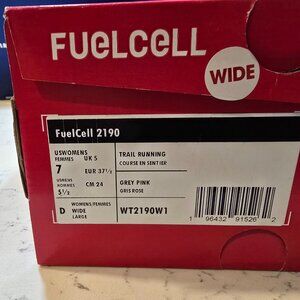 FUELCELL
WIDE
FuelCell 2190
USWOMENS
FEMMES
UK 5
7
EUR 37½
USMENS
HOMMES
CM 24
5½
WOMENS/FEMMES
D WIDE
LARGE
TRAIL RUNNING
COURSE EN SENTIER
GREY PINK
GRIS ROSE
WT2190W1
1 96432 91526 2